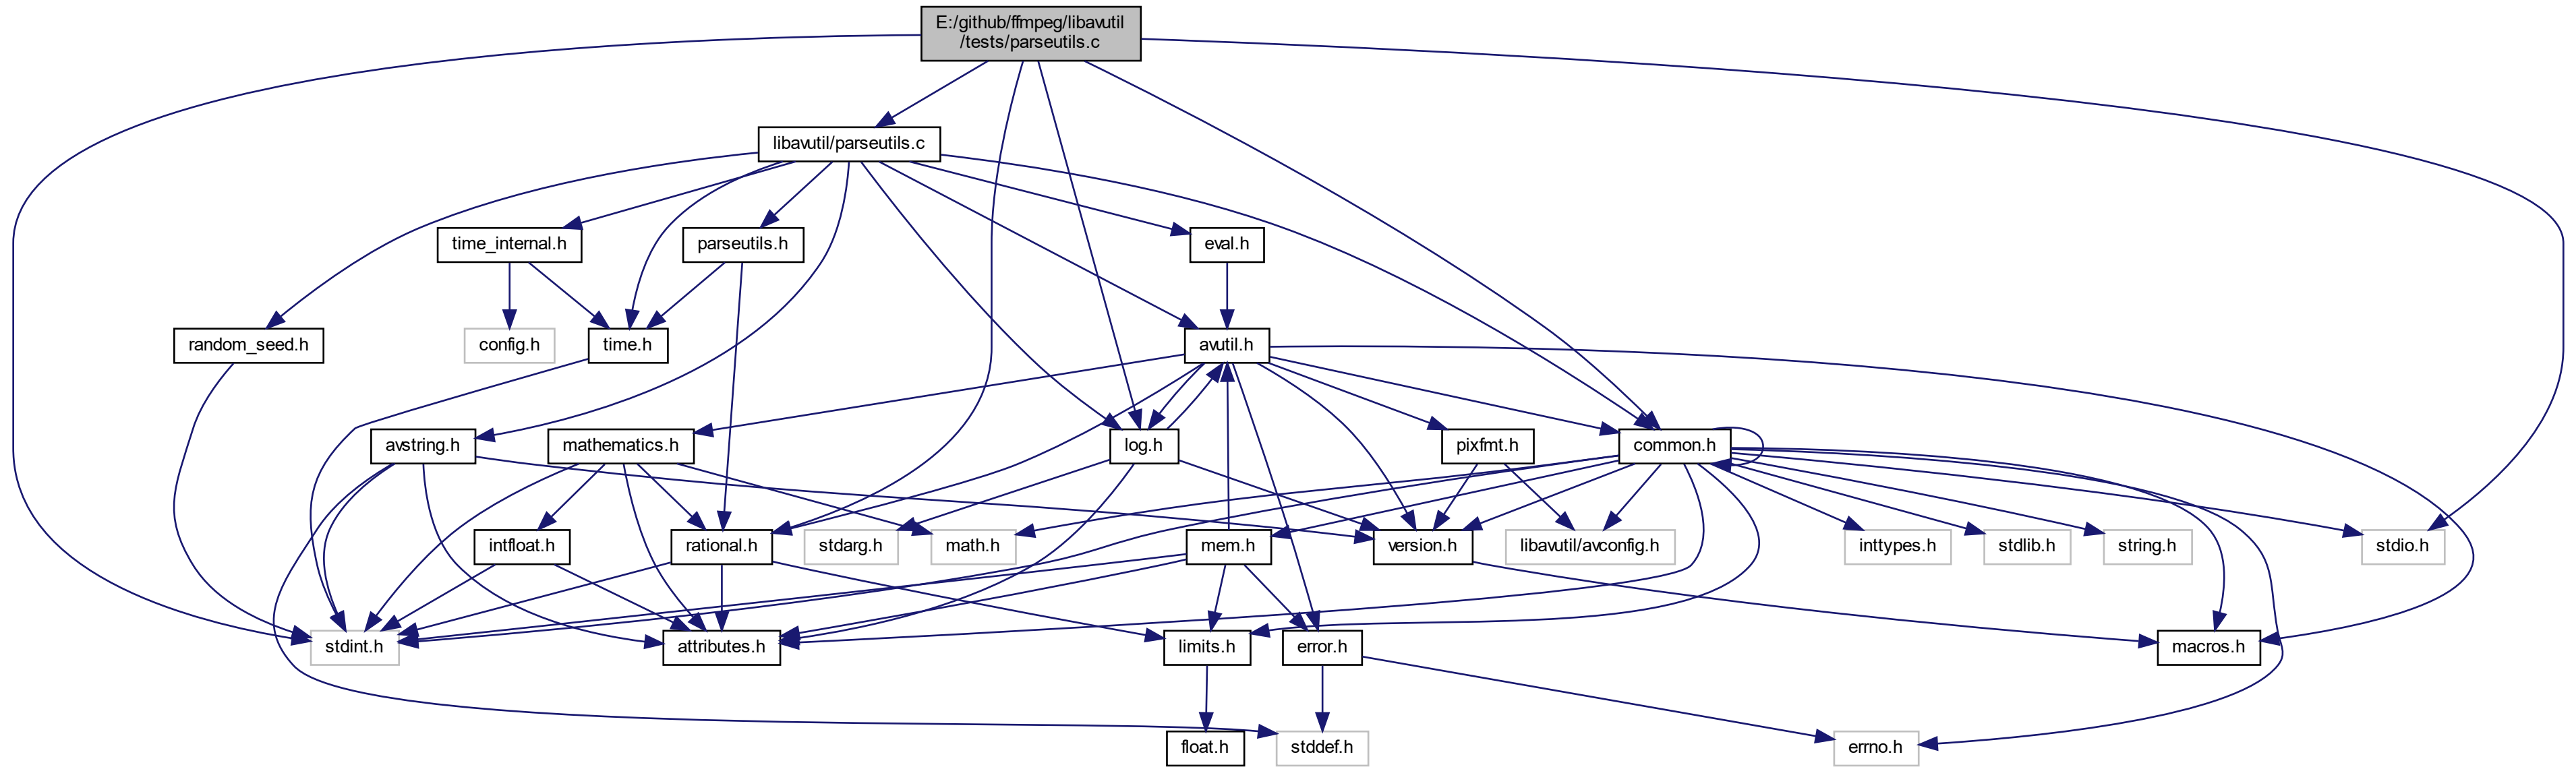 E:/github/ffmpeg/libavutil
/tests/parseutils.c
libavutil/parseutils.c
time_internal.h
parseutils.h
eval.h
random_seed.h
config.h
time.h
avutil.h
avstring.h
mathematics.h
log.h
pixfmt.h
common.h
intfloat.h
rational.h
stdarg.h
math.h
mem.h
version.h
libavutil/avconfig.h
inttypes.h
stdlib.h
string.h
stdio.h
stdint.h
attributes.h
limits.h
error.h
macros.h
float.h
stddef.h
errno.h